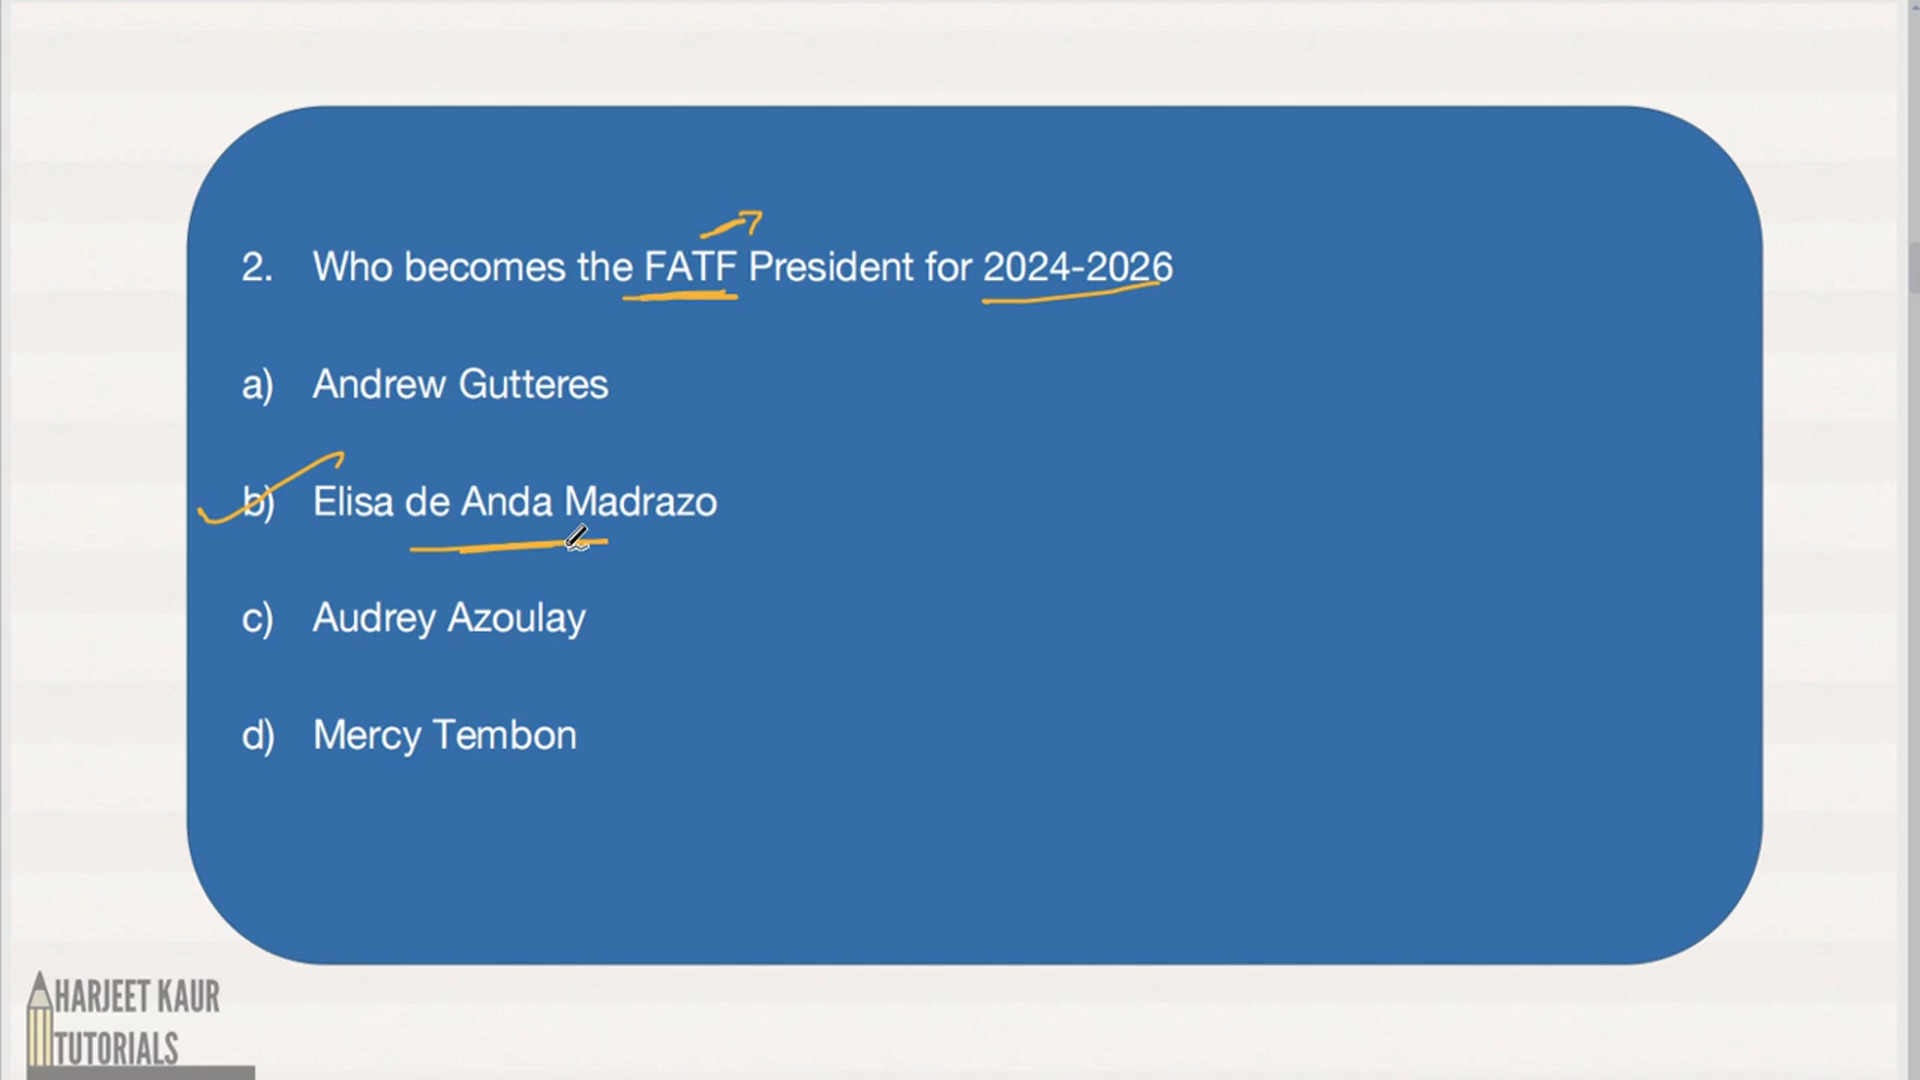 2. Who becomes the FATF President for 2024-2026
a) Andrew Gutteres
b) Elisa de Anda Madrazo
c) Audrey Azoulay
d) Mercy Tembon
HARJEET KAUR
TUTORIALS